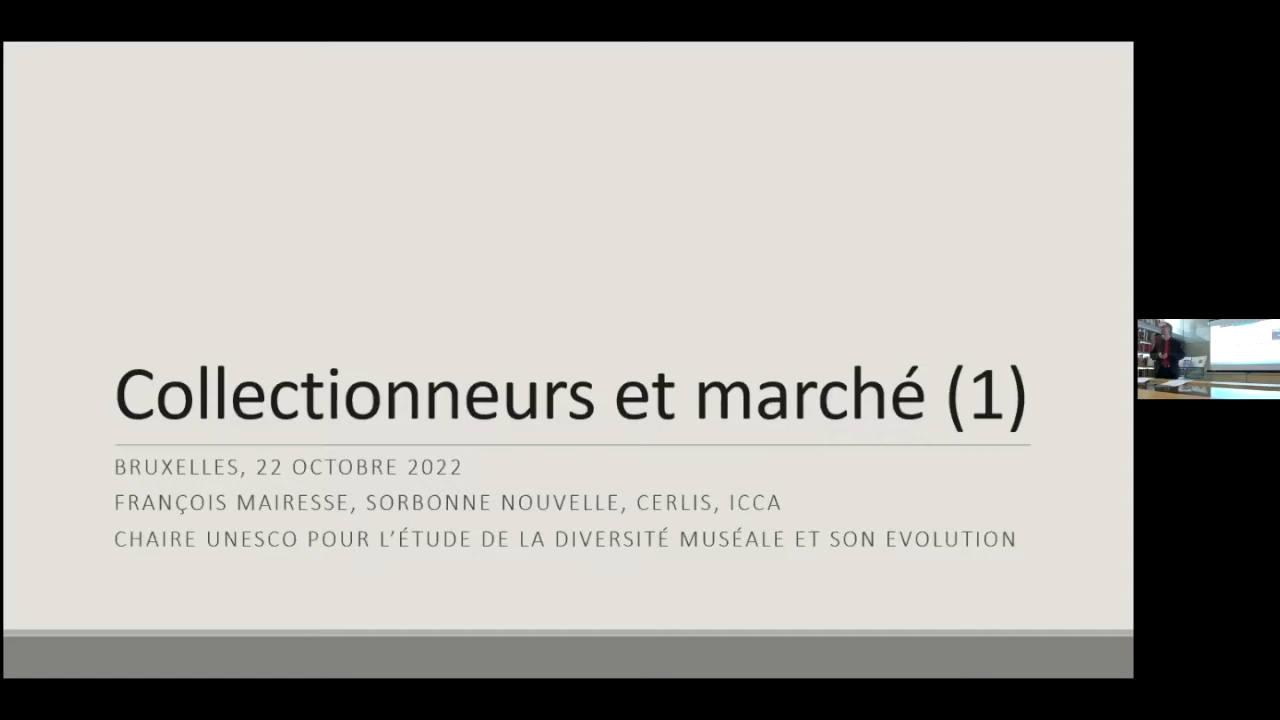 Collectionneurs et marché (1)
BRUXELLES, 22 OCTOBRE 2022
FRANÇOIS MAIRESSE, SORBONNE NOUVELLE, CERLIS, ICCA
CHAIRE UNESCO POUR L’ÉTUDE DE LA DIVERSITÉ MUSÉALE ET SON EVOLUTION